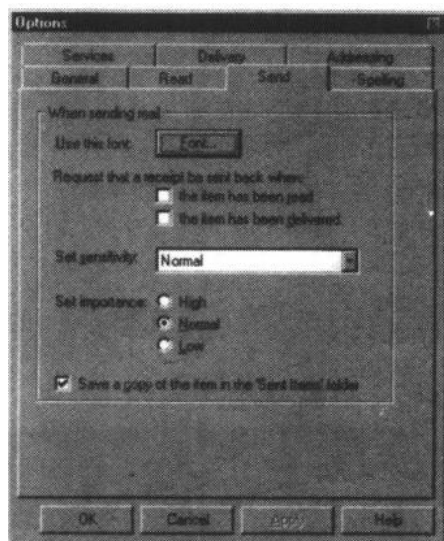 Options
Services Delivery Addressing
General Read Send Spelling
When sending mail
Use this font: Font...
Request that a receipt be sent back when:
the item has been read
the item has been delivered
Set sensitivity: Normal
Set importance: High
Normal
Low
Save a copy of the item in the 'Sent Items' folder
OK Cancel Apply Help